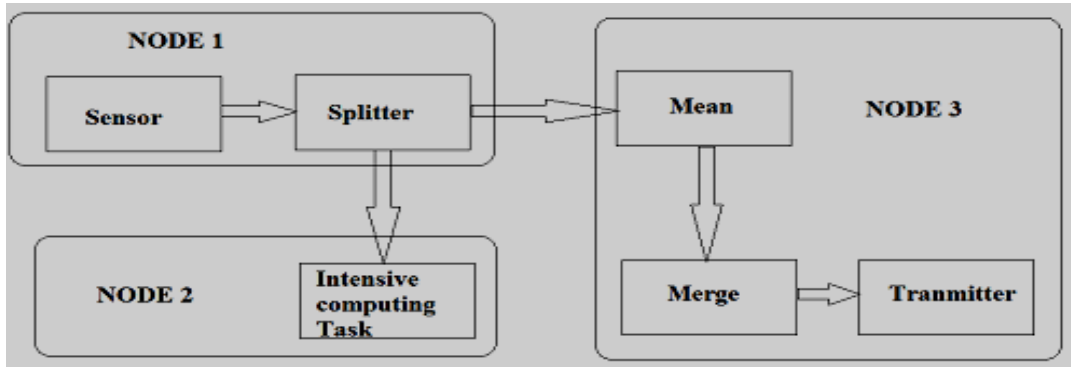 NODE 1
Sensor
Splitter
Mean
NODE 3
NODE 2
Intensive
computing
Task
Merge
Tranmitter